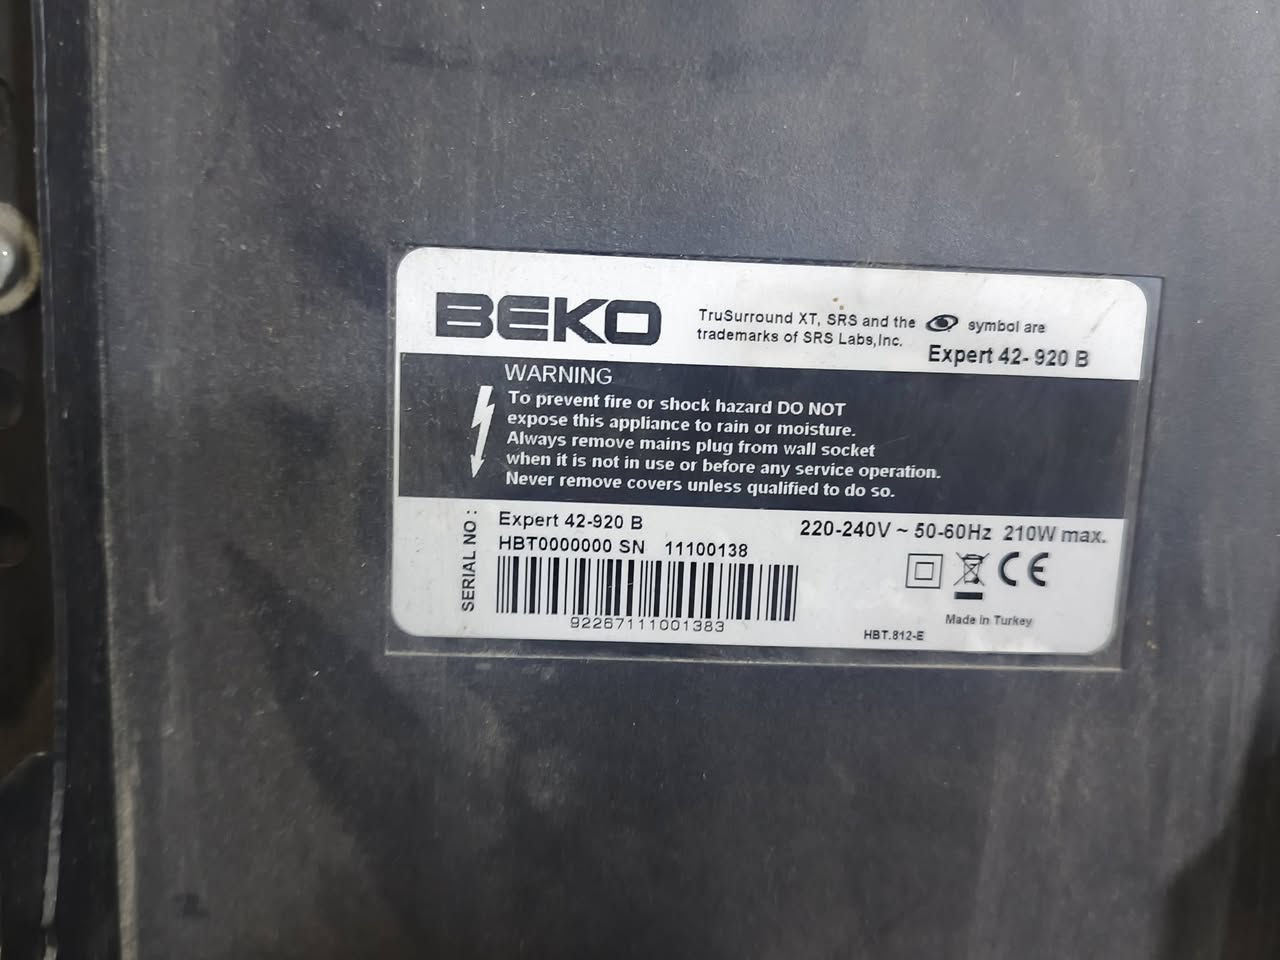 BEKO
TruSurround XT, SRS and the symbol are
trademarks of SRS Labs,Inc.
Expert 42- 920 B
WARNING
To prevent fire or shock hazard DO NOT
expose this appliance to rain or moisture.
Always remove mains plug from wall socket
when it is not in use or before any service operation.
Never remove covers unless qualified to do so.
SERIAL NO :
Expert 42-920 B
HBT0000000 SN 11100138
92267111001383
220-240V ~ 50-60Hz 210W max.
CE
Made in Turkey
HBT.812-E